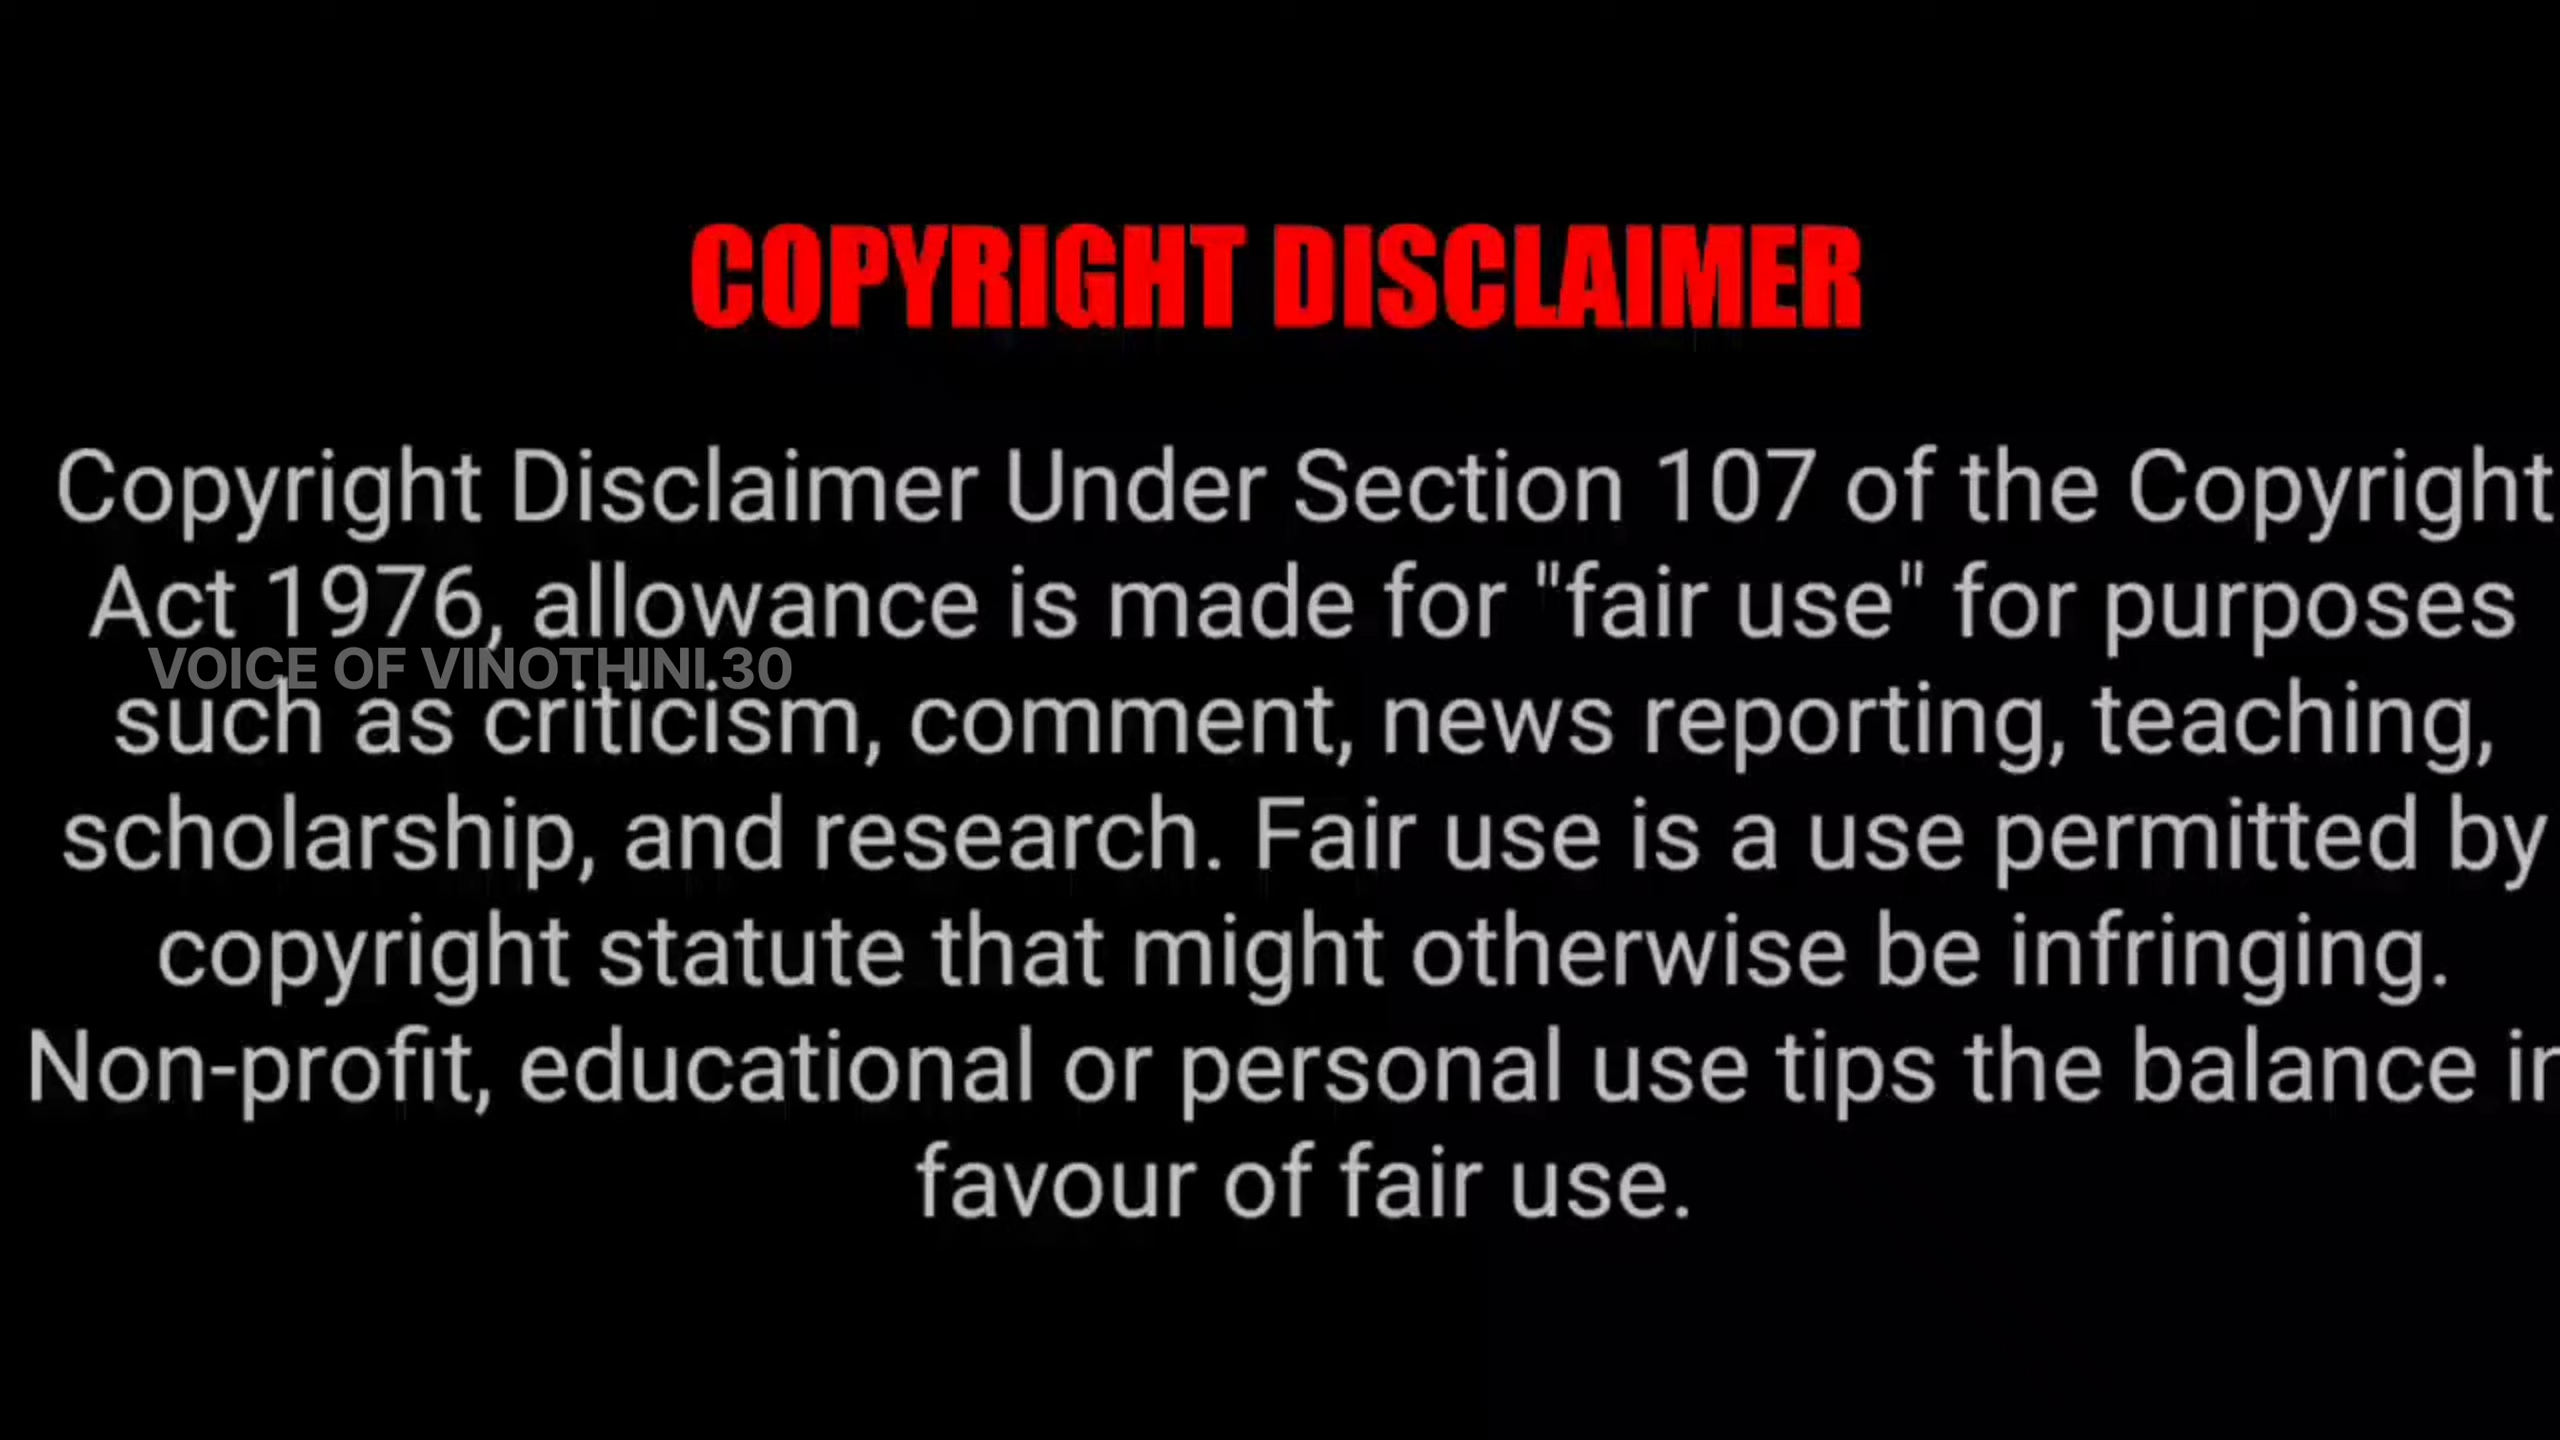 COPYRIGHT DISCLAIMER
Copyright Disclaimer Under Section 107 of the Copyright
Act 1976, allowance is made for "fair use" for purposes
VOICE OF VINOTHINI.30
such as criticism, comment, news reporting, teaching,
scholarship, and research. Fair use is a use permitted by
copyright statute that might otherwise be infringing.
Non-profit, educational or personal use tips the balance in
favour of fair use.